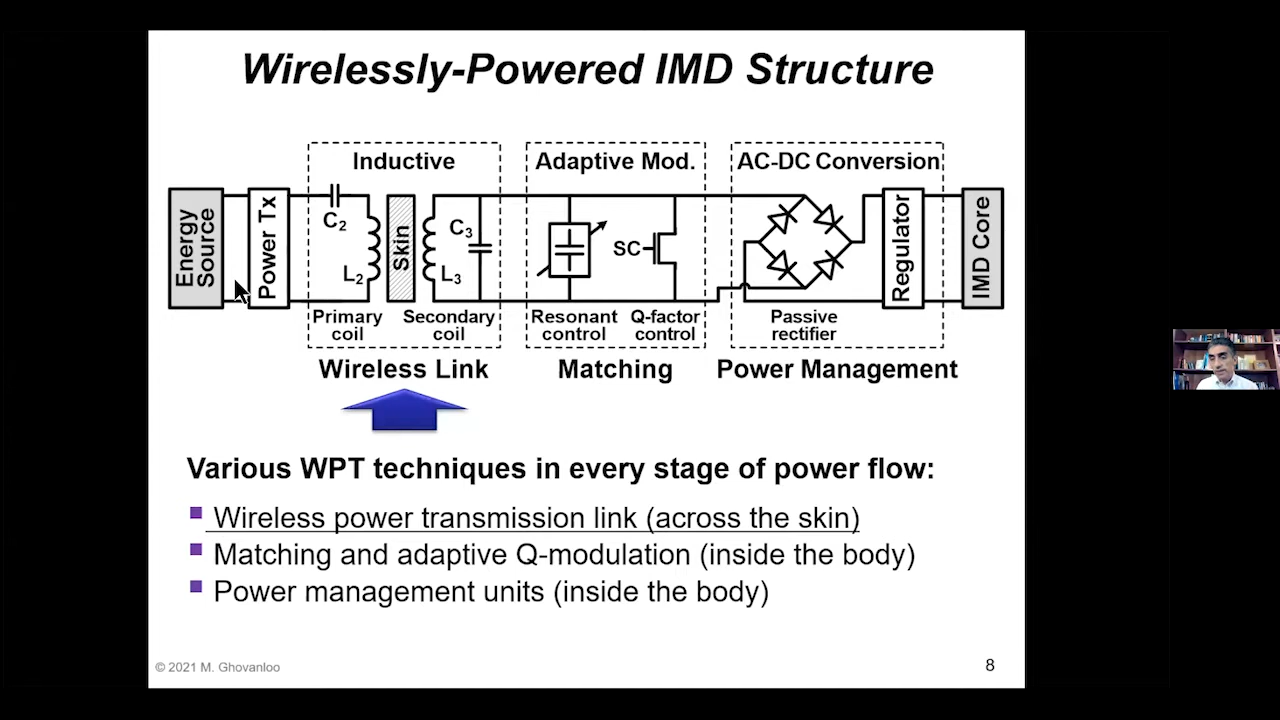 Wirelessly-Powered IMD Structure
Inductive
Adaptive Mod.
AC-DC Conversion
Energy
Source
Power Tx
C2
L2
Skin
C3
L3
SC
Regulator
IMD Core
Primary
coil
Secondary
coil
Resonant
control
Q-factor
control
Passive
rectifier
Wireless Link
Matching
Power Management
Various WPT techniques in every stage of power flow:
Wireless power transmission link (across the skin)
Matching and adaptive Q-modulation (inside the body)
Power management units (inside the body)
© 2021 M. Ghovanloo
8